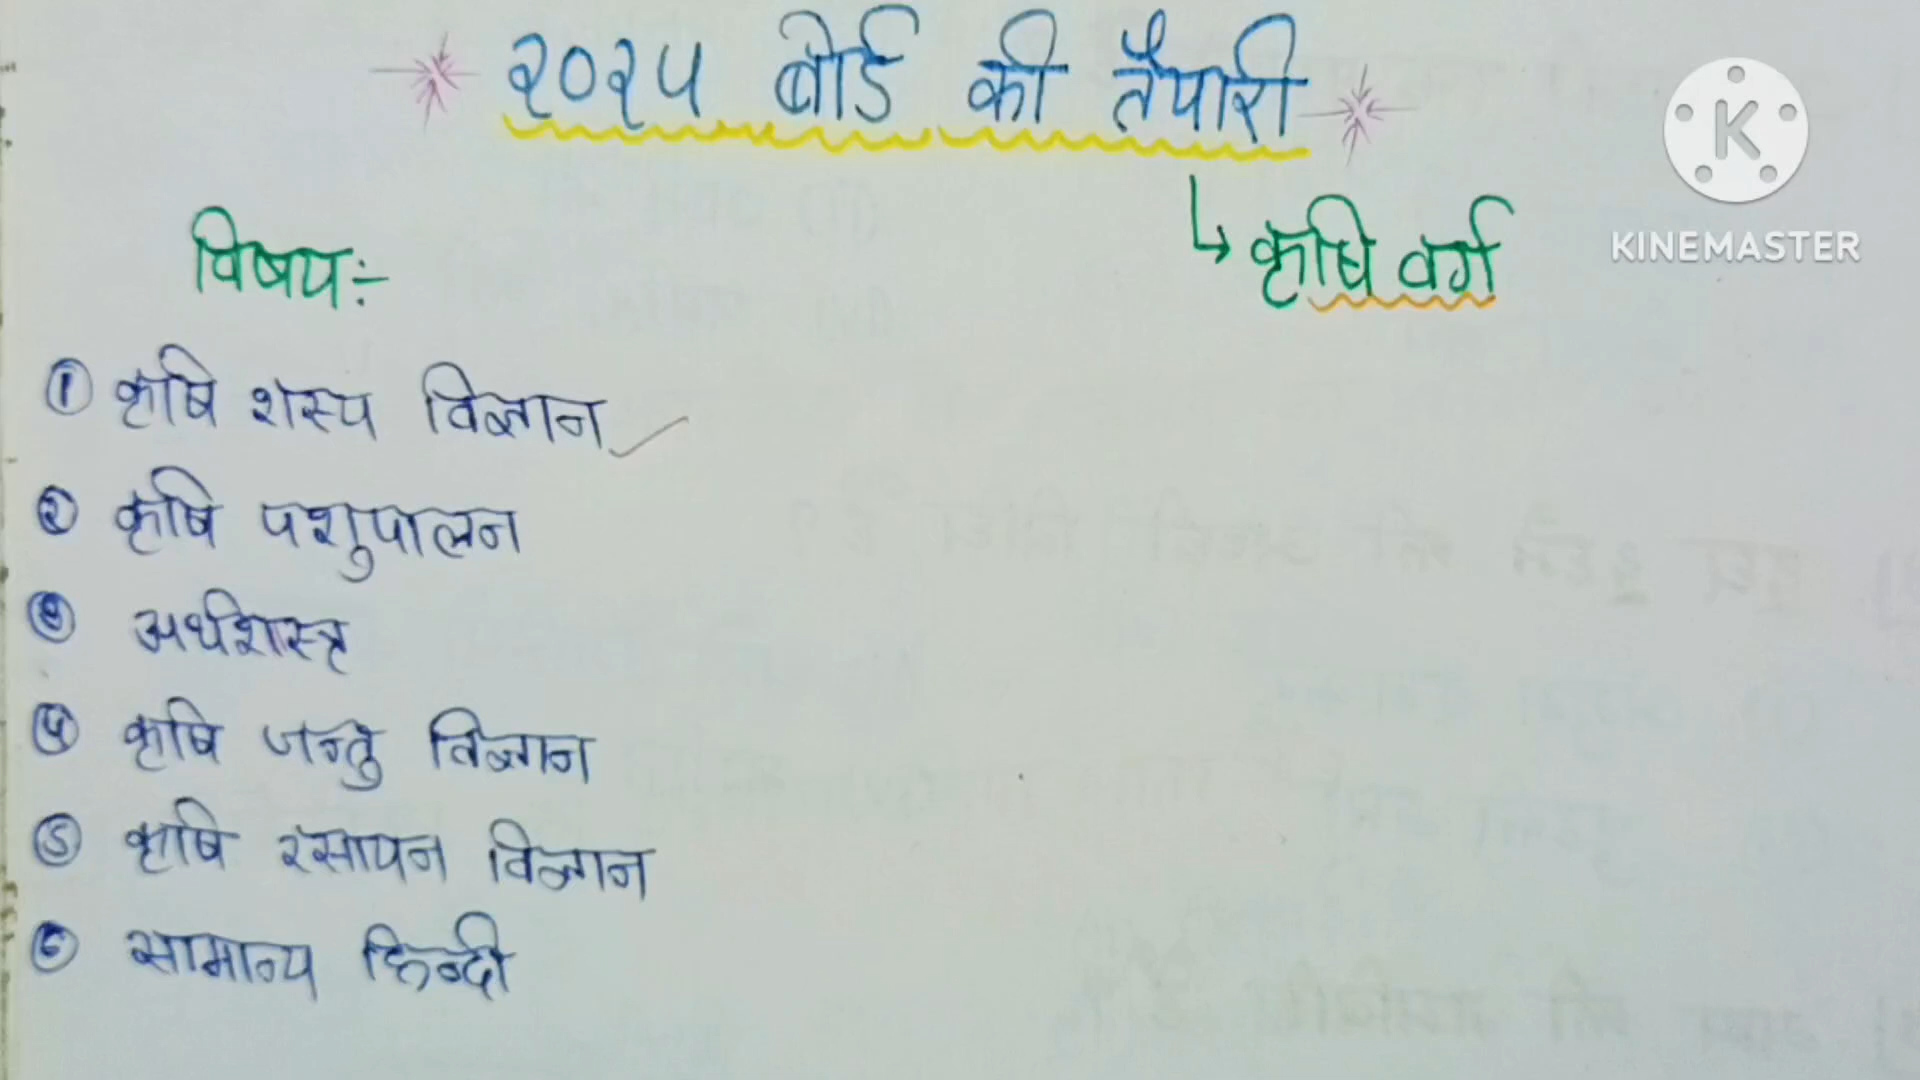 २०२५ बोर्ड की तैयारी
कृषि वर्ग
KINEMASTER
विषय:-
① कृषि शस्य विज्ञान
② कृषि पशुपालन
③ अर्थशास्त्र
④ कृषि जन्तु विज्ञान
⑤ कृषि रसायन विज्ञान
⑥ सामान्य हिन्दी